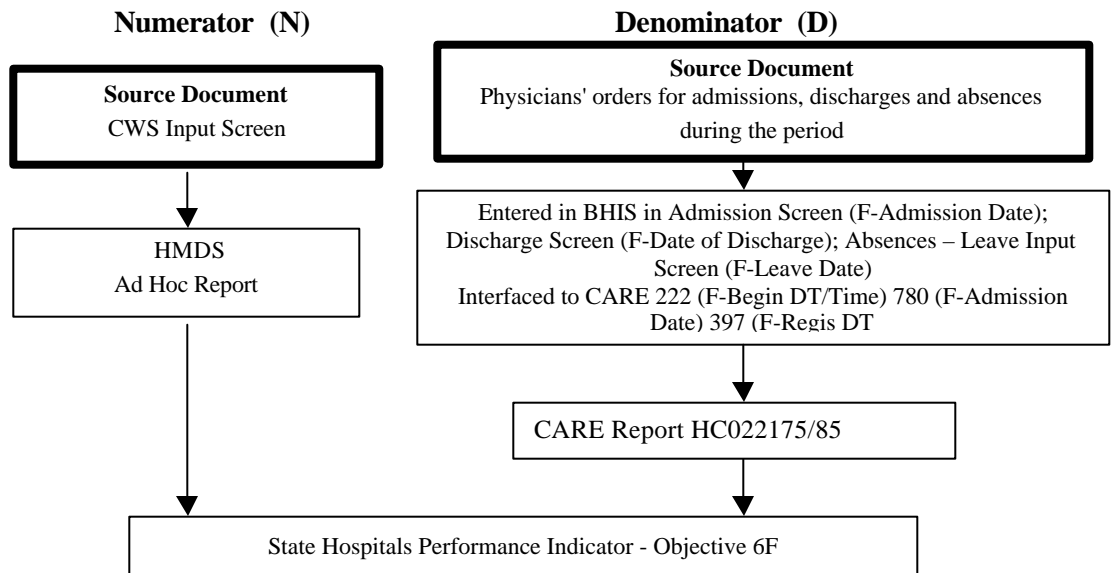 Numerator (N)
Denominator (D)
Source Document
CWS Input Screen
Source Document
Physicians' orders for admissions, discharges and absences
during the period
HMDS
Ad Hoc Report
Entered in BHIS in Admission Screen (F-Admission Date);
Discharge Screen (F-Date of Discharge); Absences – Leave Input
Screen (F-Leave Date)
Interfaced to CARE 222 (F-Begin DT/Time) 780 (F-Admission
Date) 397 (F-Regis DT
CARE Report HC022175/85
State Hospitals Performance Indicator - Objective 6F